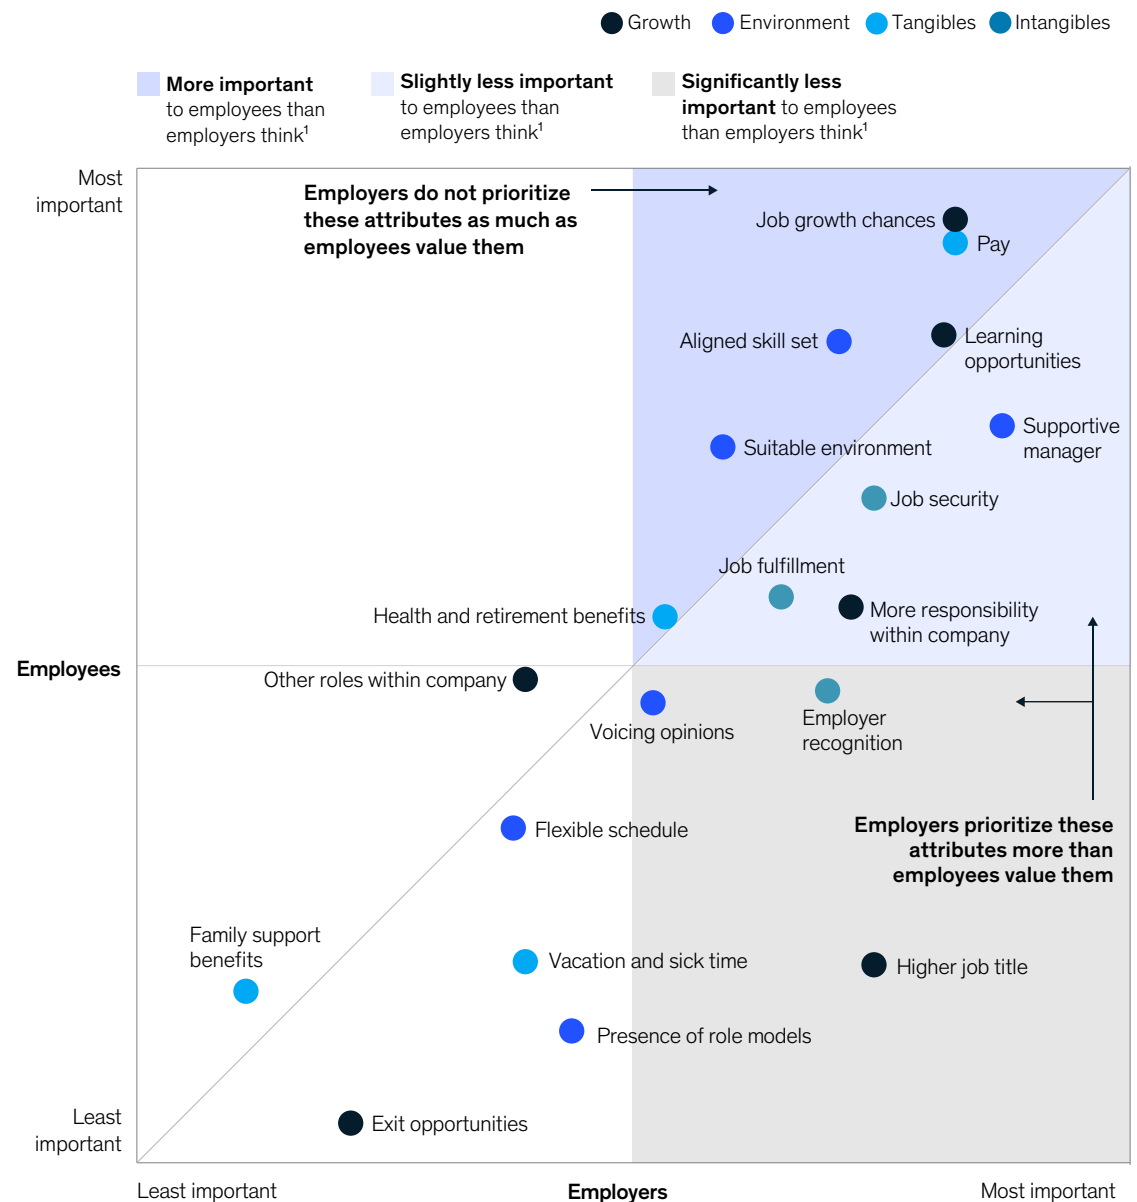 Growth Environment Tangibles Intangibles
More important
to employees than
employers think¹
Slightly less important
to employees than
employers think¹
Significantly less
important to employees
than employers think¹
Most
important
Employers do not prioritize
these attributes as much as
employees value them
Job growth chances
Pay
Aligned skill set
Learning
opportunities
Supportive
manager
Suitable environment
Job security
Job fulfillment
Health and retirement benefits
More responsibility
within company
Employees
Other roles within company
Voicing opinions
Employer
recognition
Flexible schedule
Employers prioritize these
attributes more than
employees value them
Family support
benefits
Vacation and sick time
Higher job title
Presence of role models
Exit opportunities
Least
important
Least important
Employers
Most important